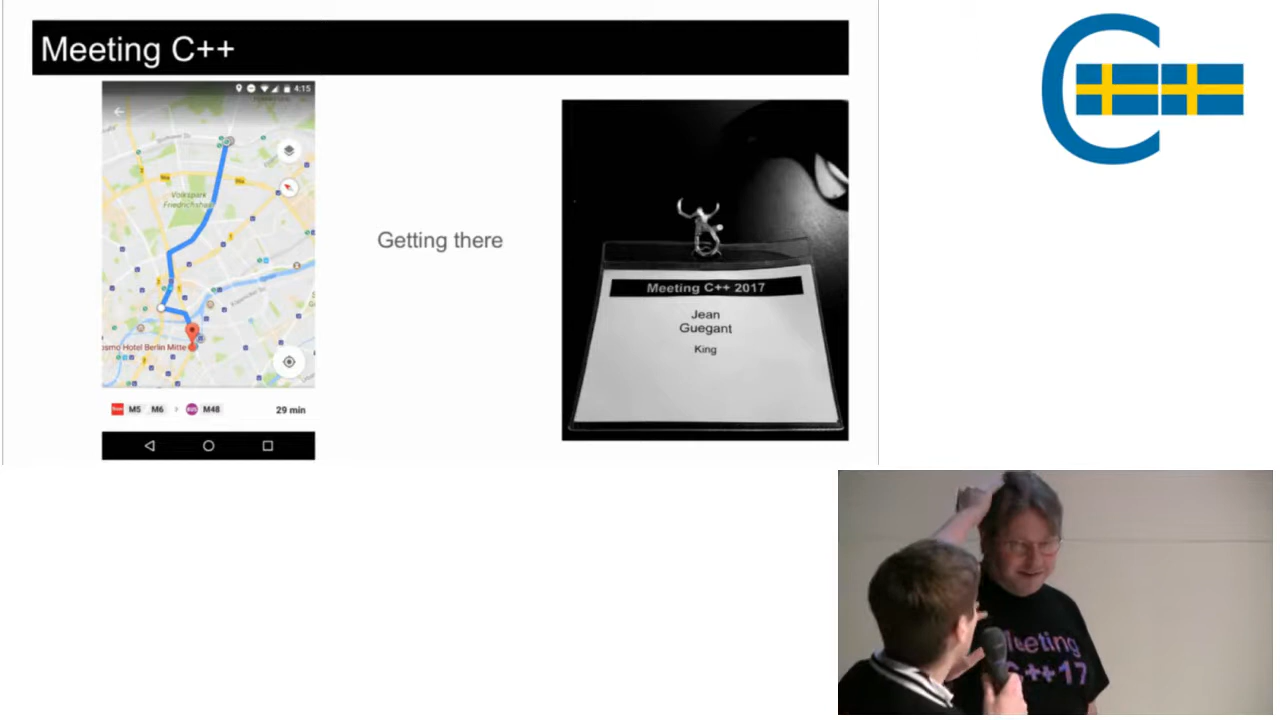 Meeting C++
4:15
Volkspark
Friedrichshain
Hotel Berlin Mitte
M5 M6 > BUS M48
29 min
Getting there
Meeting C++ 2017
Jean
Guegant
King
Meeting
C++17